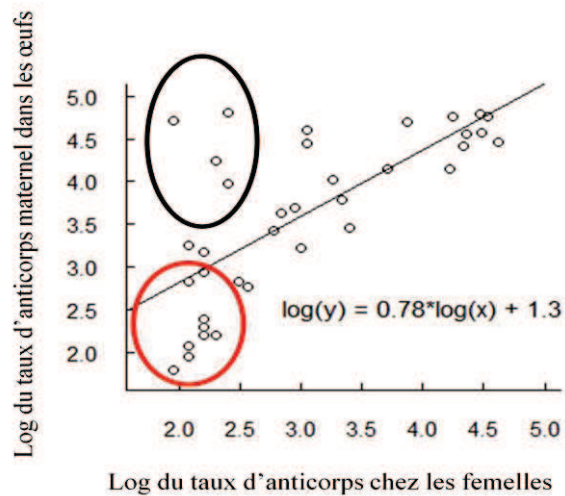 Log du taux d'anticorps maternel dans les œufs
5.0
4.5
4.0
3.5
3.0
2.5
2.0
log(y) = 0.78*log(x) + 1.3
2.0 2.5 3.0 3.5 4.0 4.5 5.0
Log du taux d'anticorps chez les femelles